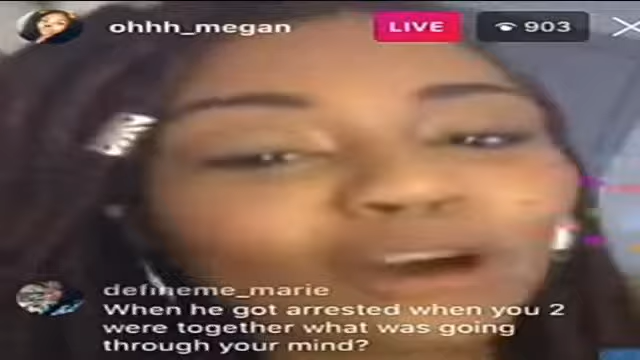 ohhh_megan LIVE 903
defineme_marie
When he got arrested when you 2
were together what was going
through your mind?